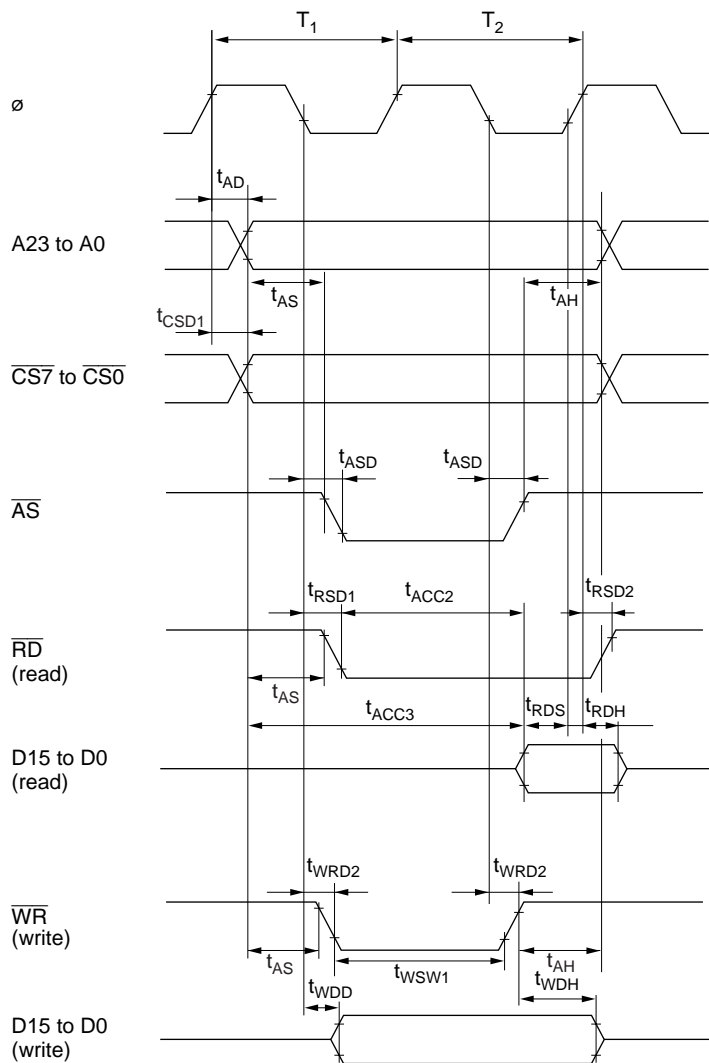 T1 T2
ø
tAD
A23 to A0
tAS tAH
tCSD1
CS7 to CS0
tASD tASD
AS
tRSD1 tACC2 tRSD2
RD
(read)
tAS
tACC3 tRDS tRDH
D15 to D0
(read)
tWRD2 tWRD2
WR
(write)
tAS tWSW1 tAH
tWDD tWDH
D15 to D0
(write)